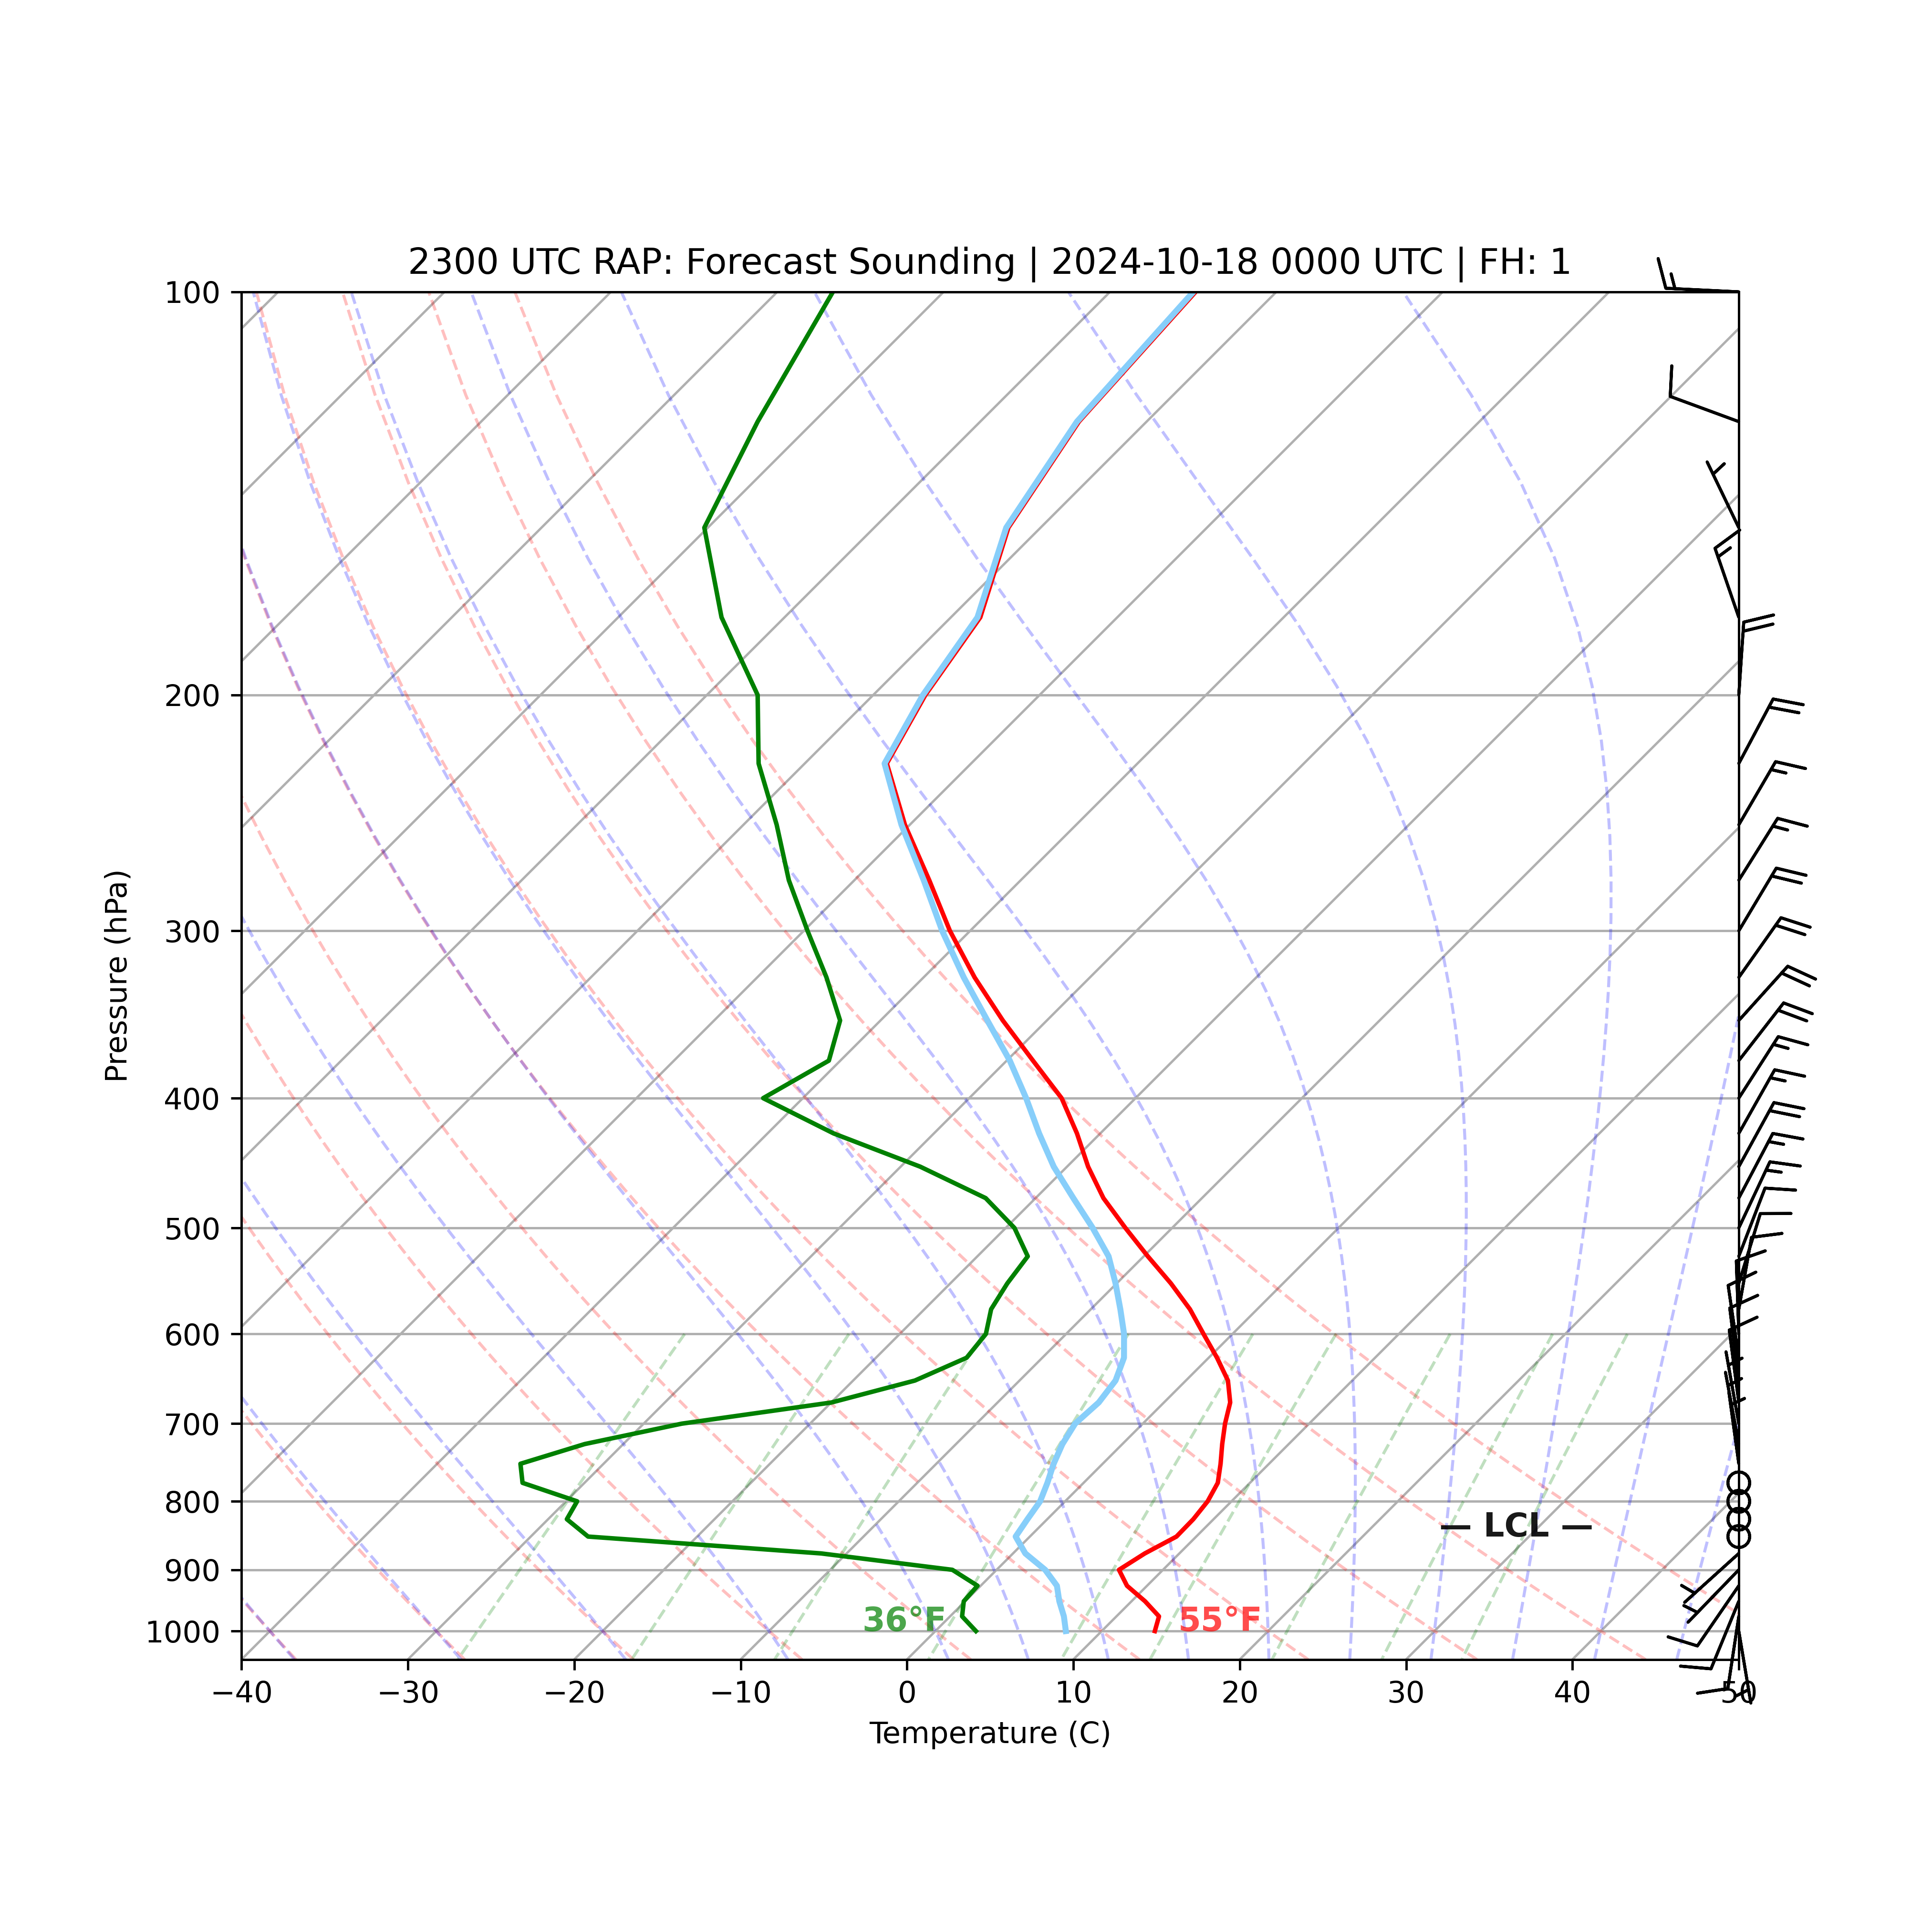 2300 UTC RAP: Forecast Sounding | 2024-10-18 0000 UTC | FH: 1
100
200
300
400
500
600
700
800
900
1000
Pressure (hPa)
— LCL —
36°F
55°F
−40 −30 −20 −10 0 10 20 30 40 50
Temperature (C)